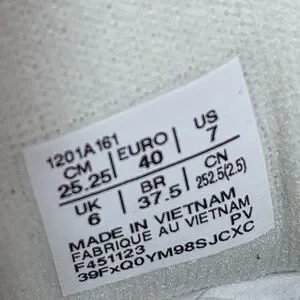 1201A161
CM EURO US
25.25 40 7
UK BR CN
6 37.5 252.5(2.5)
MADE IN VIETNAM
FABRIQUE AU VIETNAM
F451123 PV
39FxQ0YM98SJCXC